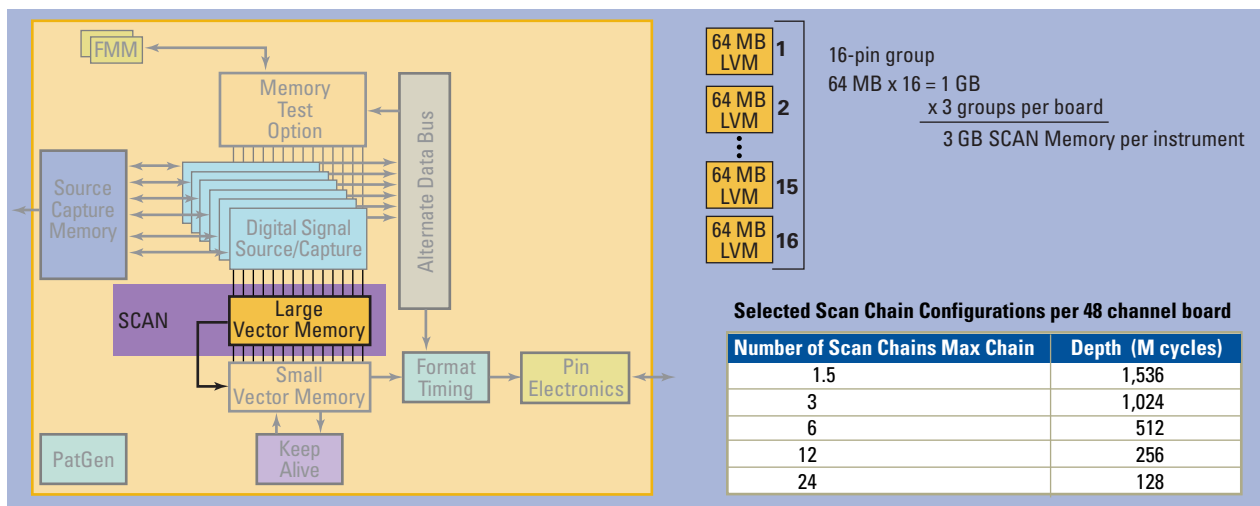 FMM
Memory
Test
Option
Source
Capture
Memory
Digital Signal
Source/Capture
Alternate Data Bus
SCAN
Large
Vector Memory
Small
Vector Memory
Format
Timing
Pin
Electronics
PatGen
Keep
Alive
64 MB
LVM
1
64 MB
LVM
2
64 MB
LVM
15
64 MB
LVM
16
16-pin group
64 MB x 16 = 1 GB
x 3 groups per board
3 GB SCAN Memory per instrument
Selected Scan Chain Configurations per 48 channel board
Number of Scan Chains Max Chain Depth (M cycles)
1.5 1,536
3 1,024
6 512
12 256
24 128